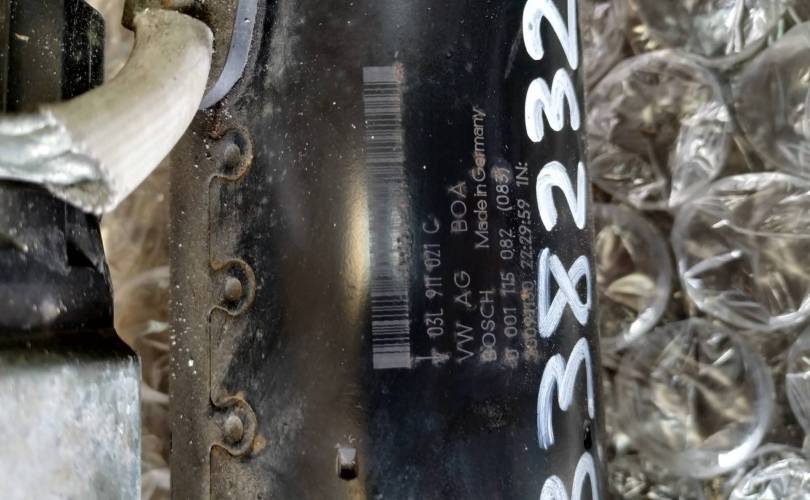 03L 911 021 C
VW AG BOA
BOSCH Made in Germany
0 001 115 082 (083)
22:29:59 1N:
338232